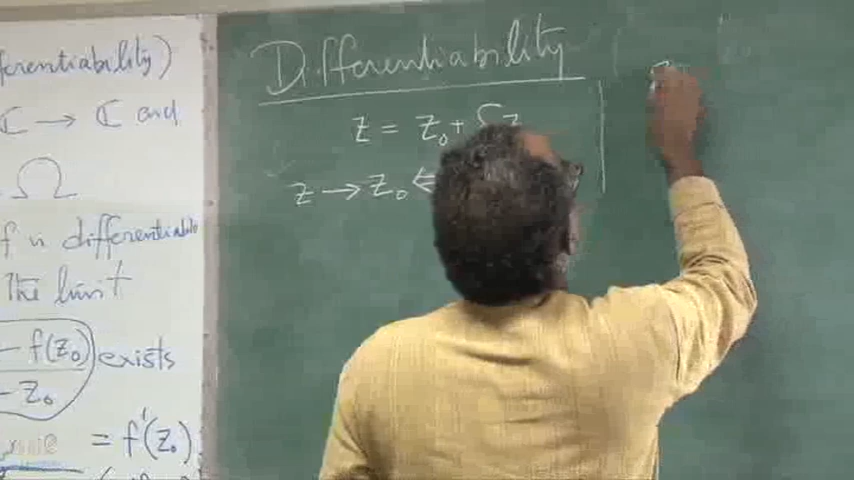 ferentiability)
ℂ → ℂ and
Ω
f is differentiable
The limit
- f(z₀)
- z₀
exists
= f'(z₀)
Differentiability
z = z₀ + δz
z → z₀ ⇐